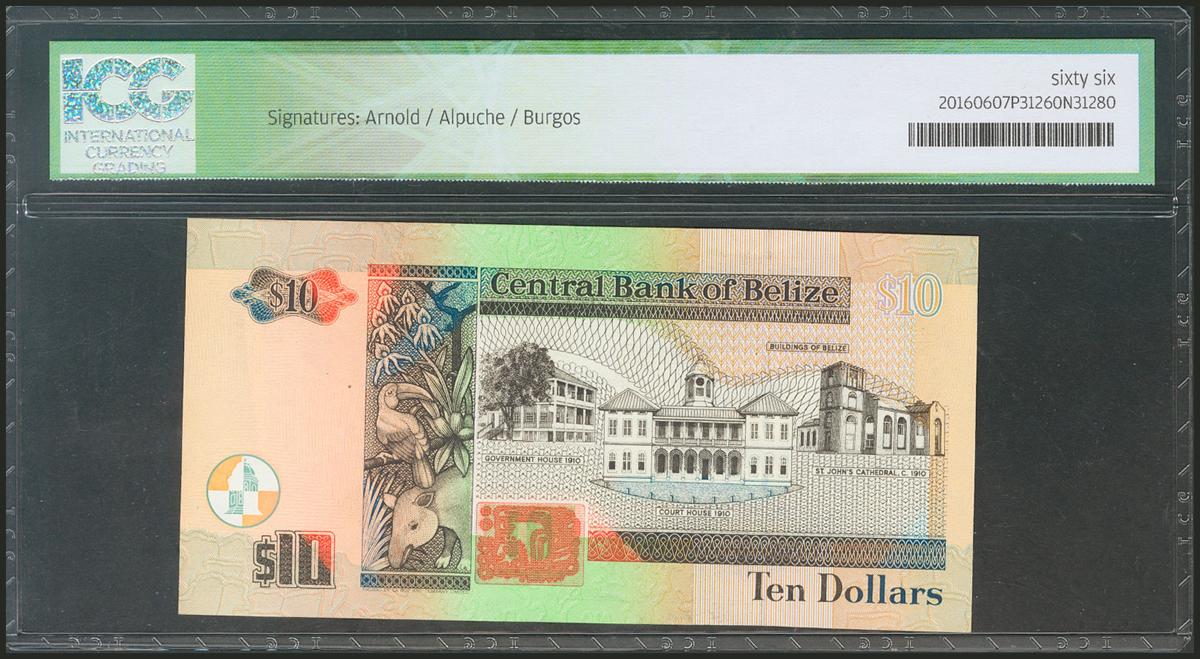 ICG
INTERNATIONAL
CURRENCY
GRADING
Signatures: Arnold / Alpuche / Burgos
sixty six
20160607P31260N31280
$10
Central Bank of Belize
$10
BUILDINGS OF BELIZE
GOVERNMENT HOUSE 1910
ST. JOHN'S CATHEDRAL, C. 1910
COURT HOUSE 1910
$10
Ten Dollars